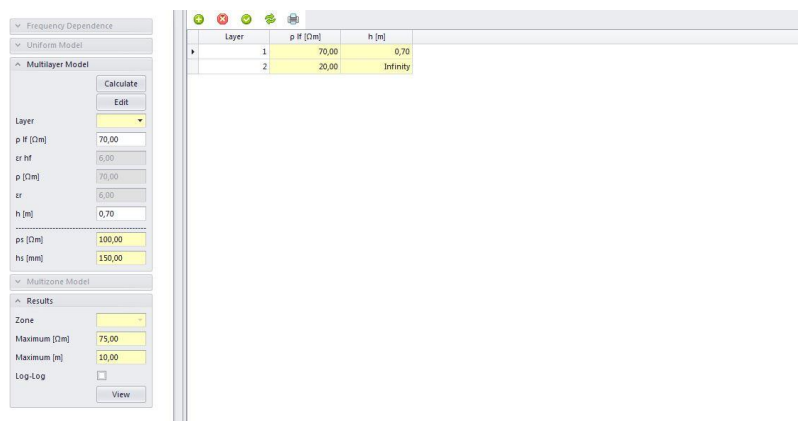 Frequency Dependence
Uniform Model
Multilayer Model
Calculate
Edit
Layer
ρ lf [Ωm] 70,00
εr hf 6,00
ρ [Ωm] 70,00
εr 6,00
h [m] 0,70
ρs [Ωm] 100,00
hs [mm] 150,00
Multizone Model
Results
Zone
Maximum [Ωm] 75,00
Maximum [m] 10,00
Log-Log
View
Layer ρ lf [Ωm] h [m]
1 70,00 0,70
2 20,00 Infinity